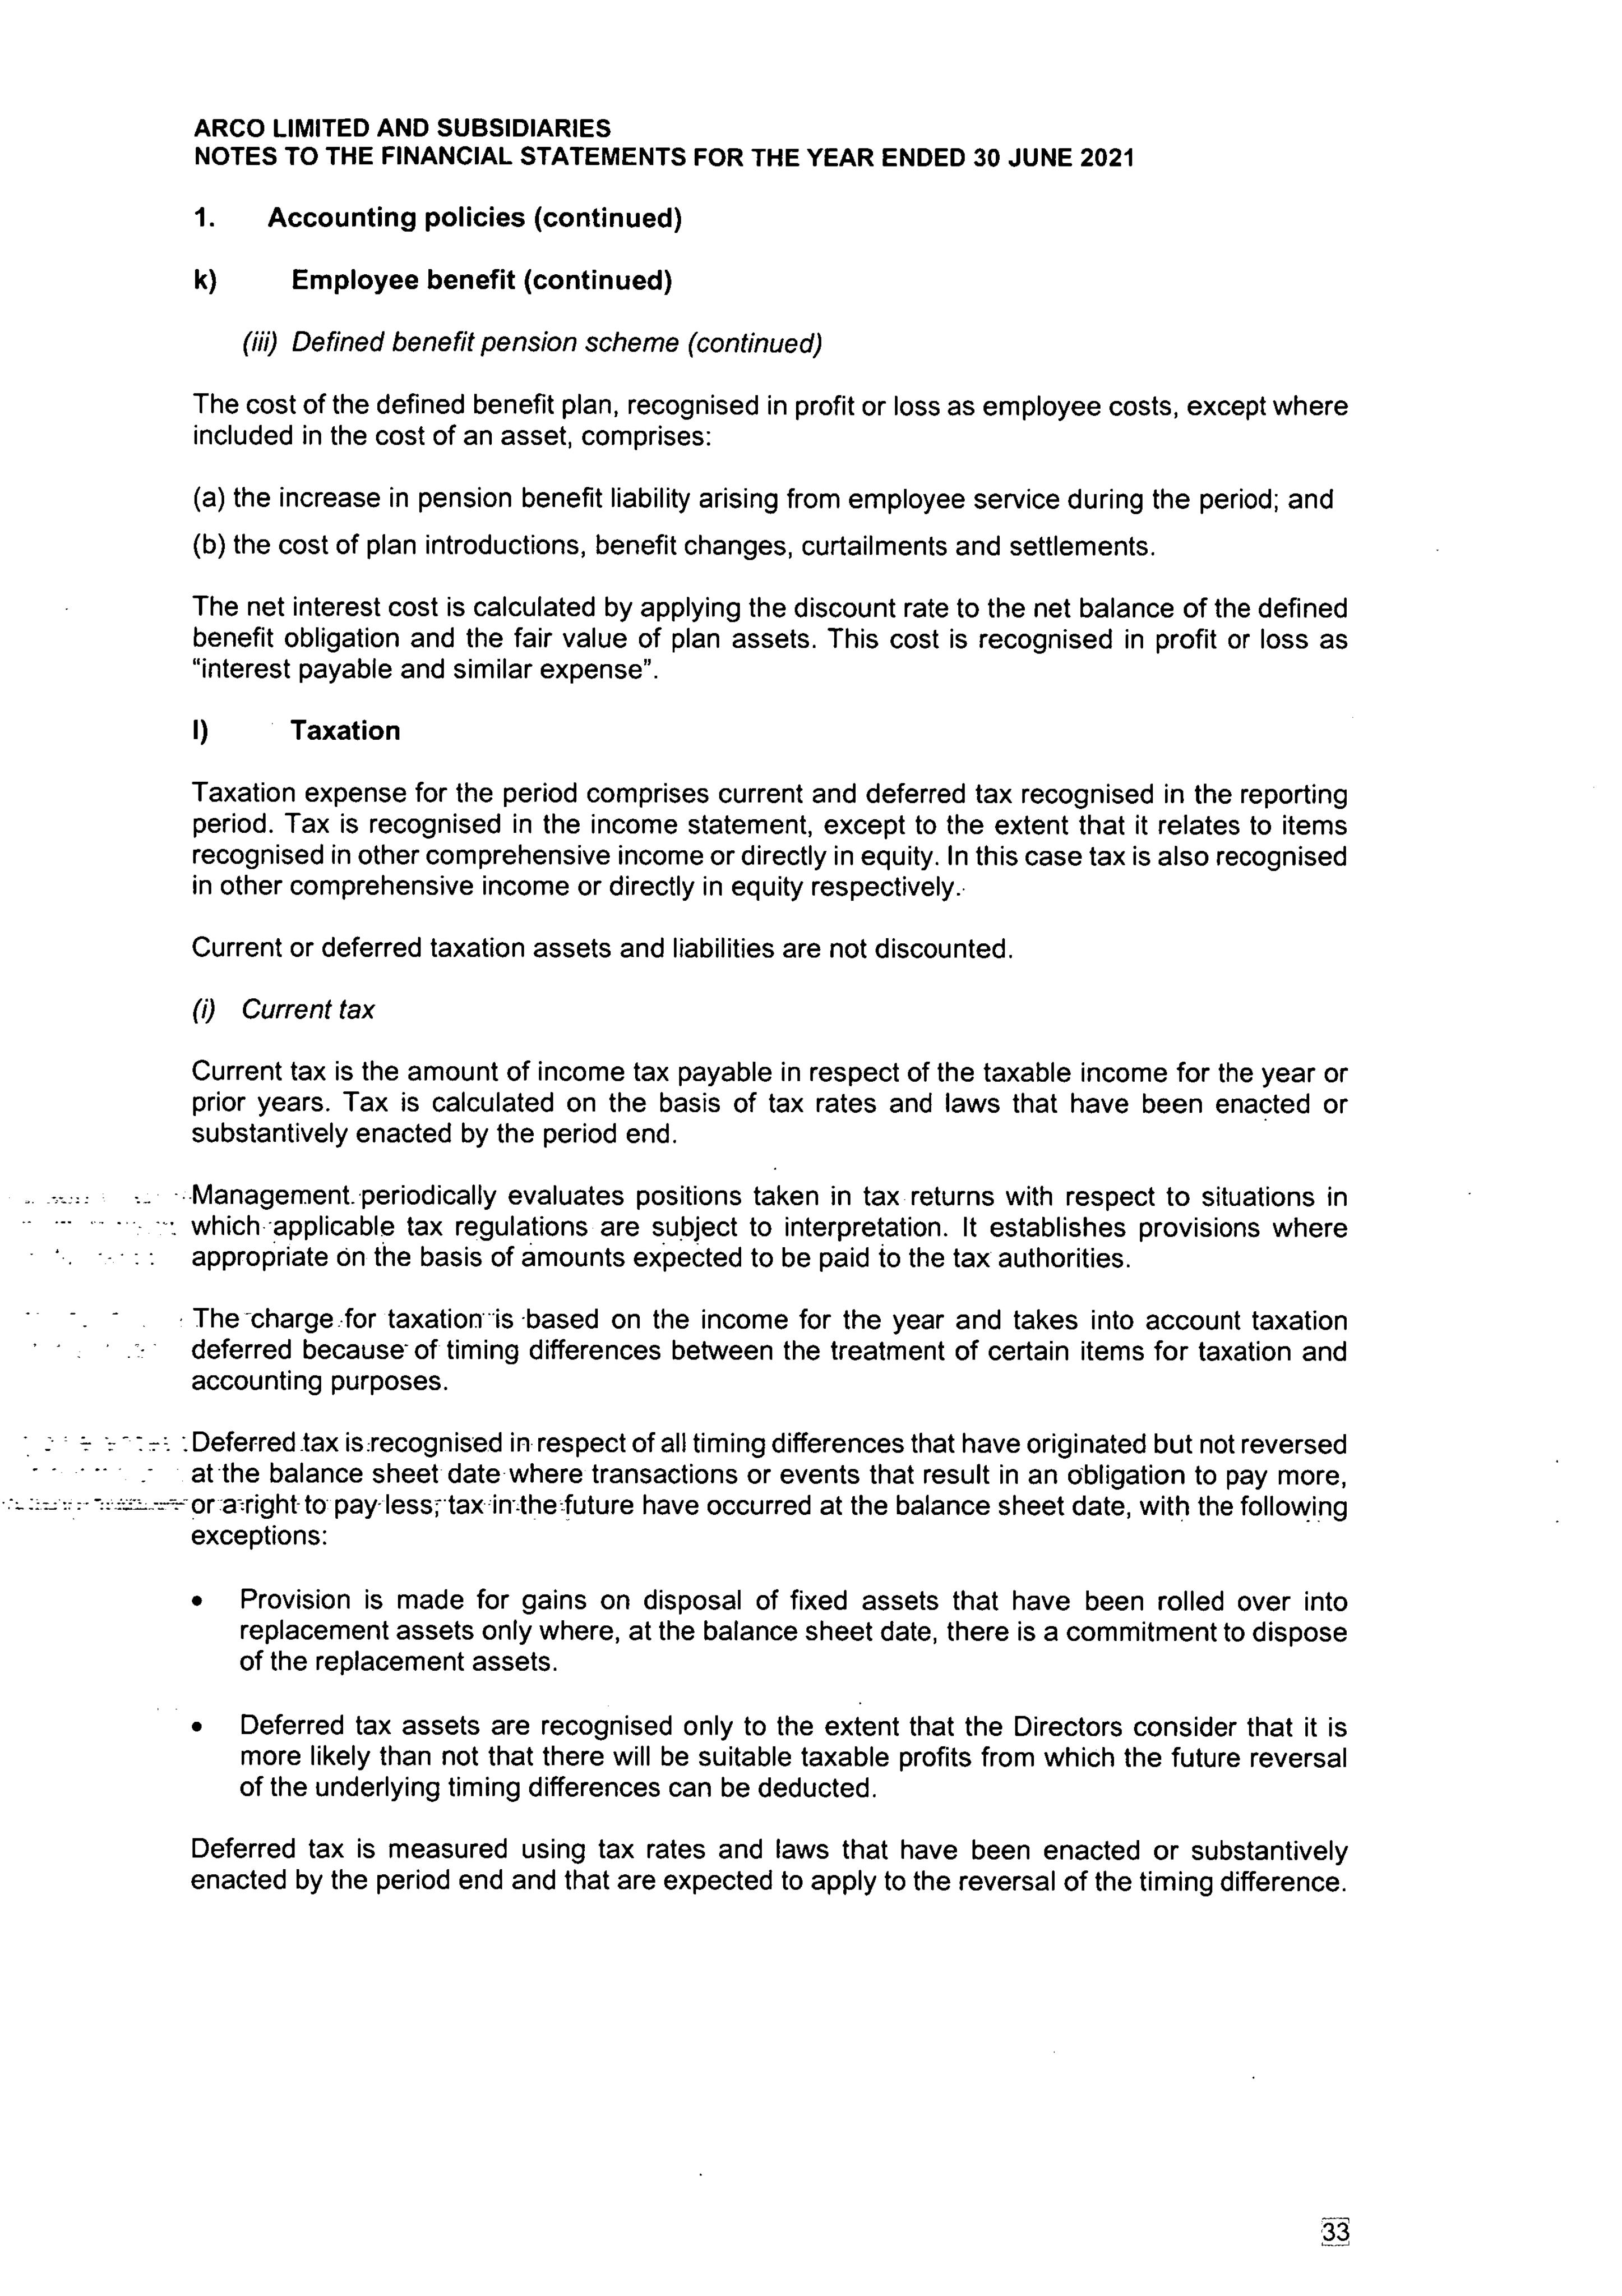 ARCO LIMITED AND SUBSIDIARIES
NOTES TO THE FINANCIAL STATEMENTS FOR THE YEAR ENDED 30 JUNE 2021
1. Accounting policies (continued)
k) Employee benefit (continued)
(iii) Defined benefit pension scheme (continued)
The cost of the defined benefit plan, recognised in profit or loss as employee costs, except where
included in the cost of an asset, comprises:
(a) the increase in pension benefit liability arising from employee service during the period; and
(b) the cost of plan introductions, benefit changes, curtailments and settlements.
The net interest cost is calculated by applying the discount rate to the net balance of the defined
benefit obligation and the fair value of plan assets. This cost is recognised in profit or loss as
“interest payable and similar expense”.
l) Taxation
Taxation expense for the period comprises current and deferred tax recognised in the reporting
period. Tax is recognised in the income statement, except to the extent that it relates to items
recognised in other comprehensive income or directly in equity. In this case tax is also recognised
in other comprehensive income or directly in equity respectively.
Current or deferred taxation assets and liabilities are not discounted.
(i) Current tax
Current tax is the amount of income tax payable in respect of the taxable income for the year or
prior years. Tax is calculated on the basis of tax rates and laws that have been enacted or
substantively enacted by the period end.
Management periodically evaluates positions taken in tax returns with respect to situations in
which applicable tax regulations are subject to interpretation. It establishes provisions where
appropriate on the basis of amounts expected to be paid to the tax authorities.
The charge for taxation is based on the income for the year and takes into account taxation
deferred because of timing differences between the treatment of certain items for taxation and
accounting purposes.
Deferred tax is recognised in respect of all timing differences that have originated but not reversed
at the balance sheet date where transactions or events that result in an obligation to pay more,
or a right to pay less, tax in the future have occurred at the balance sheet date, with the following
exceptions:
• Provision is made for gains on disposal of fixed assets that have been rolled over into
replacement assets only where, at the balance sheet date, there is a commitment to dispose
of the replacement assets.
• Deferred tax assets are recognised only to the extent that the Directors consider that it is
more likely than not that there will be suitable taxable profits from which the future reversal
of the underlying timing differences can be deducted.
Deferred tax is measured using tax rates and laws that have been enacted or substantively
enacted by the period end and that are expected to apply to the reversal of the timing difference.
33